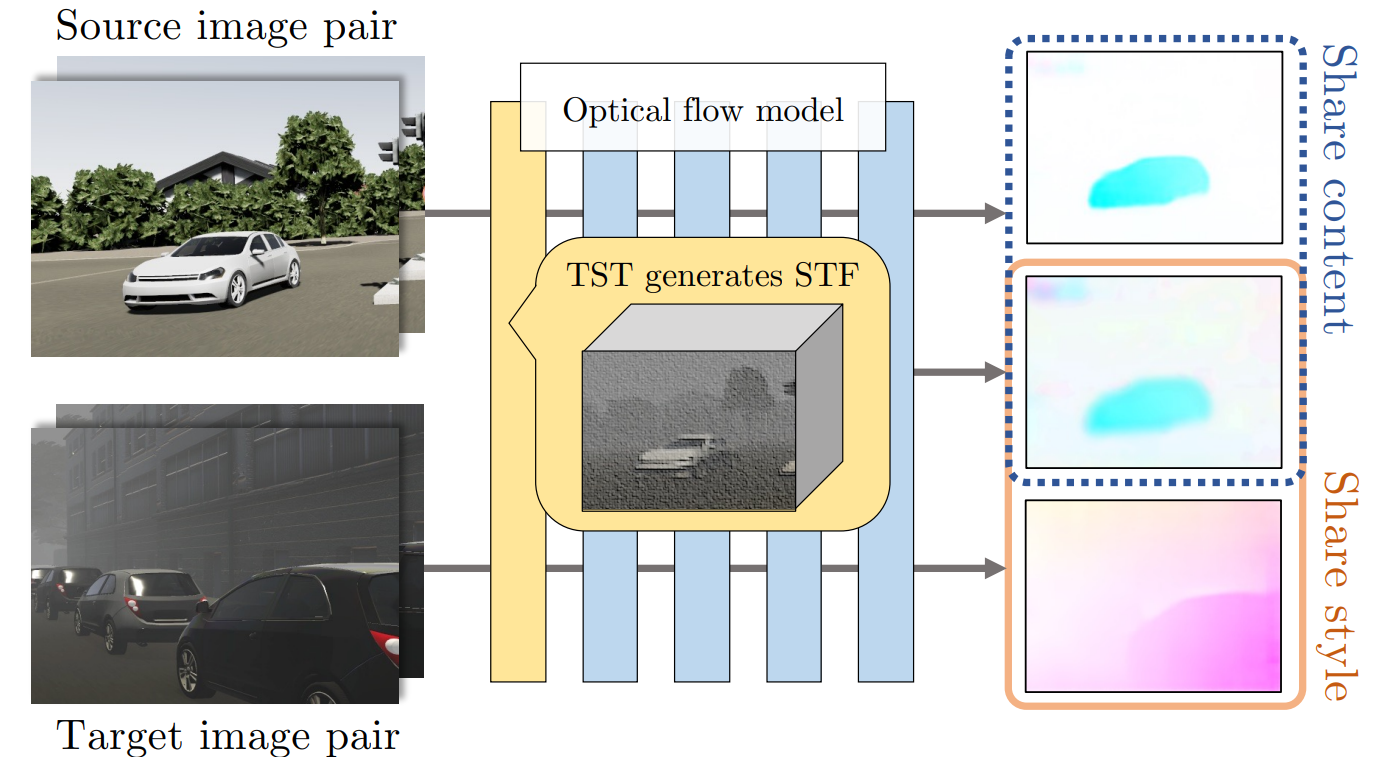 Source image pair
Optical flow model
TST generates STF
Share content
Share style
Target image pair